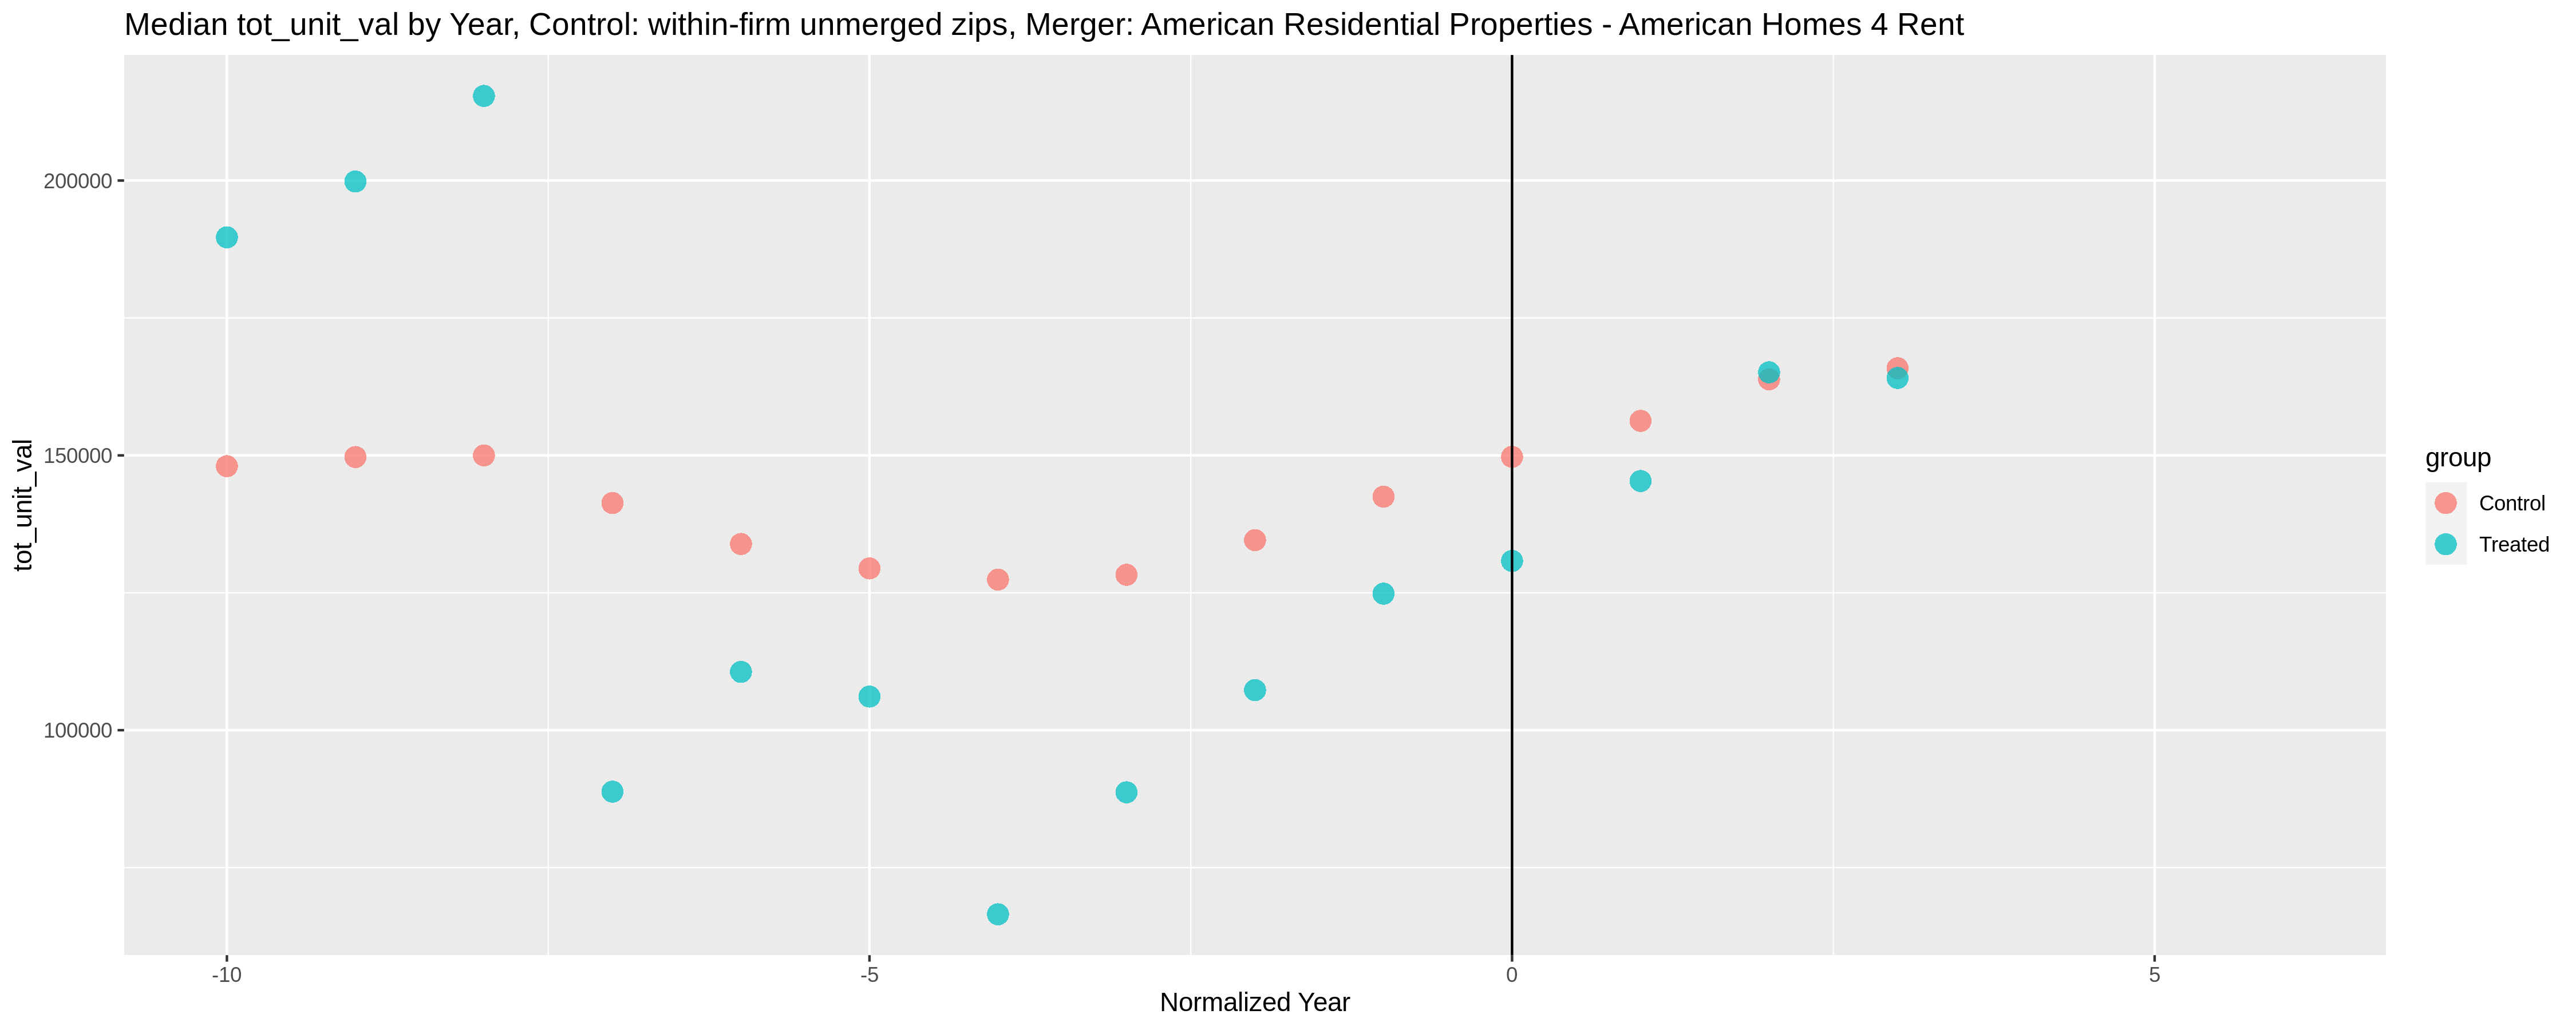 Median tot_unit_val by Year, Control: within-firm unmerged zips, Merger: American Residential Properties - American Homes 4 Rent
tot_unit_val
200000
150000
100000
-10
-5
0
5
Normalized Year
group
Control
Treated